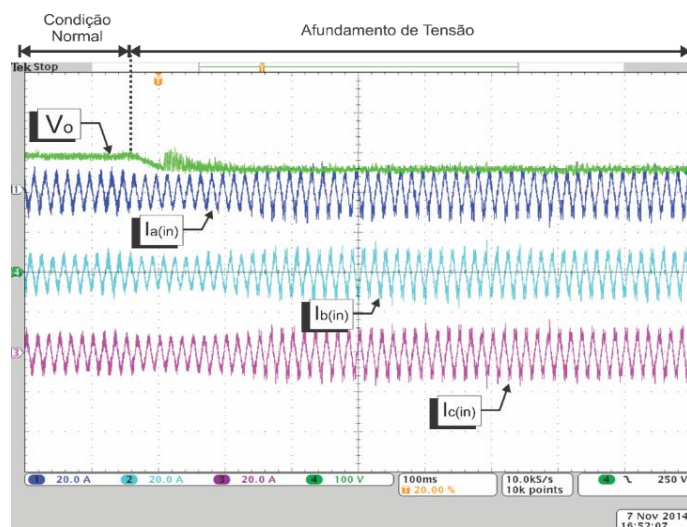 Condição
Normal
Afundamento de Tensão
Tek Stop
T
T
Vo
1
Ia(in)
4
Ib(in)
3
Ic(in)
1 20.0 A 2 20.0 A 3 20.0 A 4 100 V
100ms
T 20.00 %
10.0kS/s
10k points
4 250 V
7 Nov 2014
16:52:07